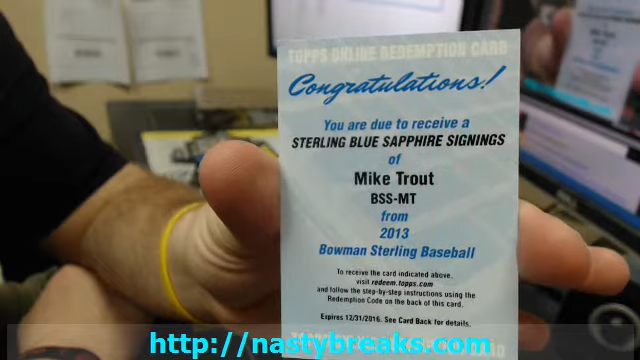 TOPPS ONLINE REDEMPTION CARD
Congratulations!
You are due to receive a
STERLING BLUE SAPPHIRE SIGNINGS
of
Mike Trout
BSS-MT
from
2013
Bowman Sterling Baseball
To receive the card indicated above,
visit redeem.topps.com
and follow the step-by-step instructions using the
Redemption Code on the back of this card.
Expires 12/31/2016. See Card Back for details.
http://nastybreaks.com